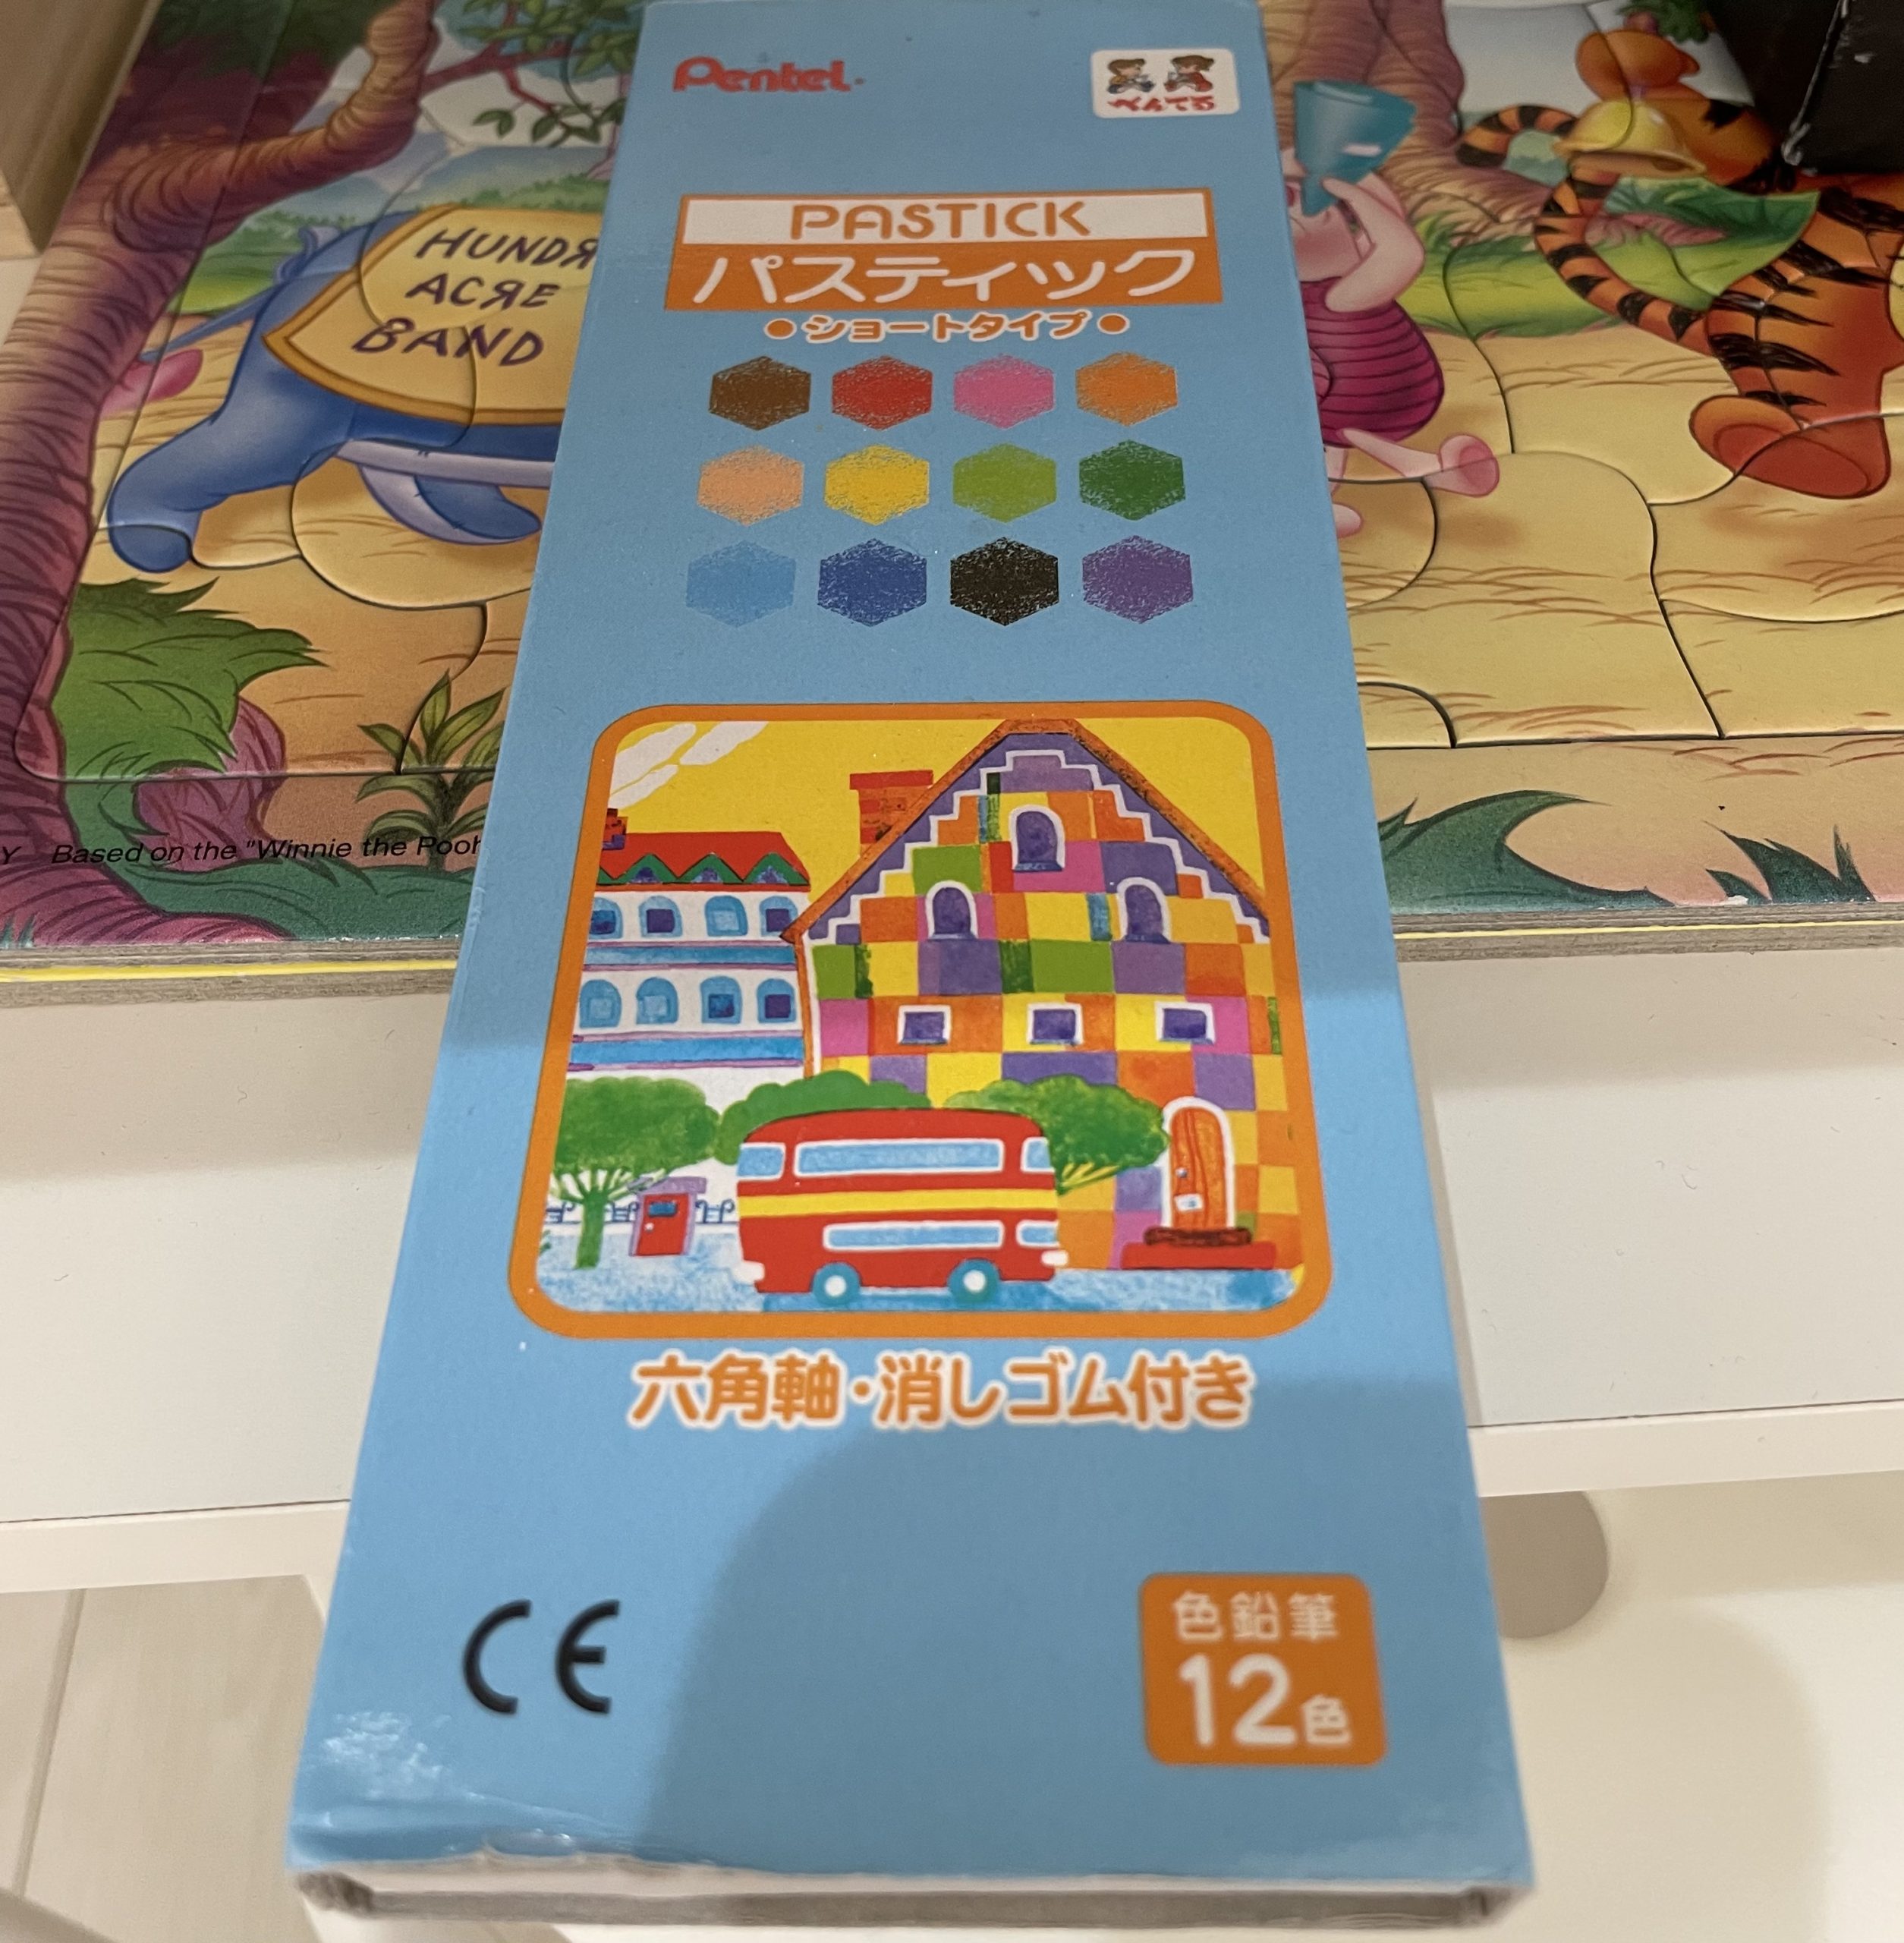 Pentel
ぺんてる
PASTICK
パスティック
●ショートタイプ●
六角軸・消しゴム付き
CE
色鉛筆
12色
HUNDR
ACRE
BAND
Y Based on the "Winnie the Pooh